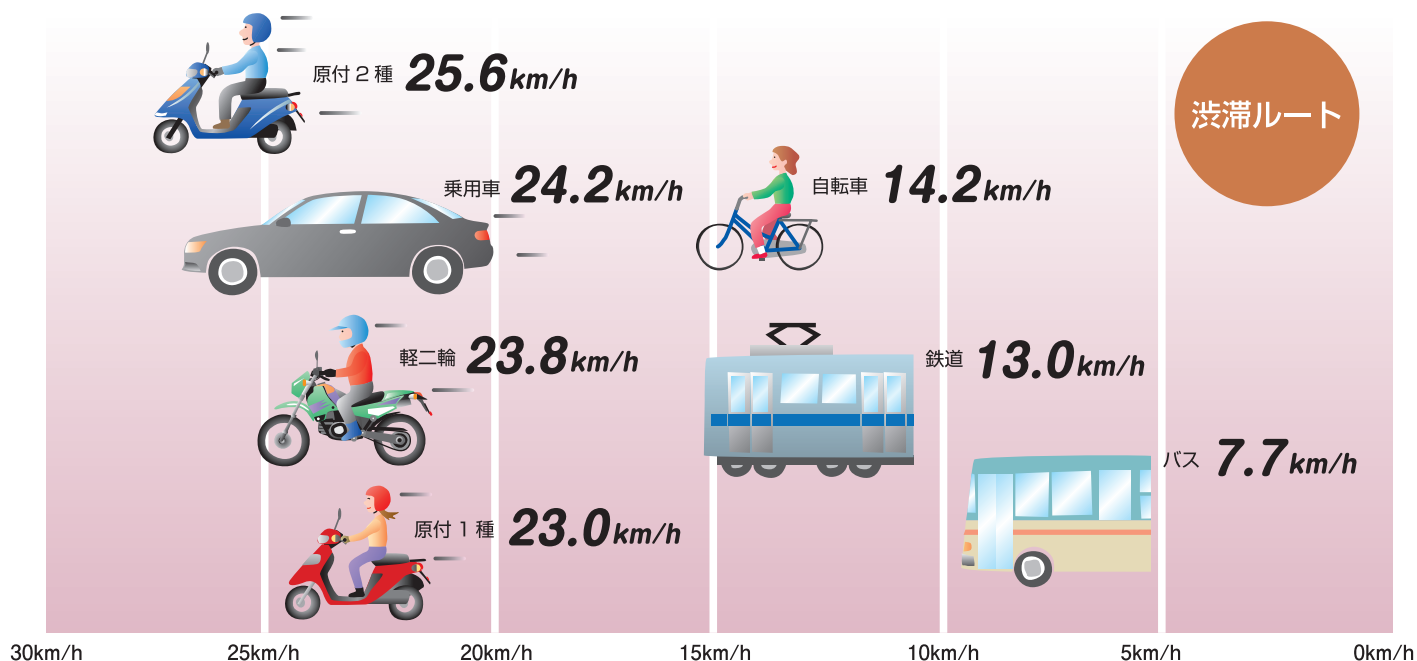 渋滞ルート
原付2種 25.6km/h
乗用車 24.2km/h
自転車 14.2km/h
軽二輪 23.8km/h
鉄道 13.0km/h
バス 7.7km/h
原付1種 23.0km/h
30km/h 25km/h 20km/h 15km/h 10km/h 5km/h 0km/h